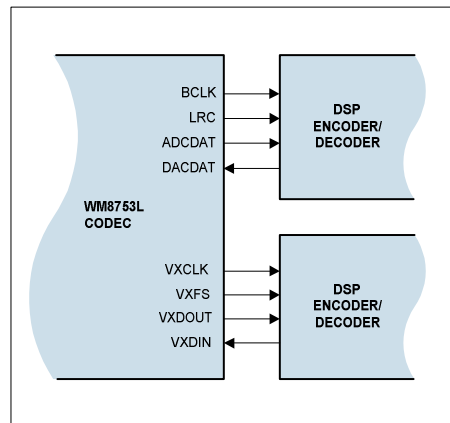 BCLK
LRC
ADCDAT
DACDAT
DSP
ENCODER/
DECODER
WM8753L
CODEC
VXCLK
VXFS
VXDOUT
VXDIN
DSP
ENCODER/
DECODER